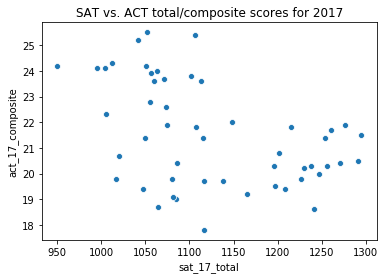 SAT vs. ACT total/composite scores for 2017
25
24
23
22
21
20
19
18
act_17_composite
950 1000 1050 1100 1150 1200 1250 1300
sat_17_total